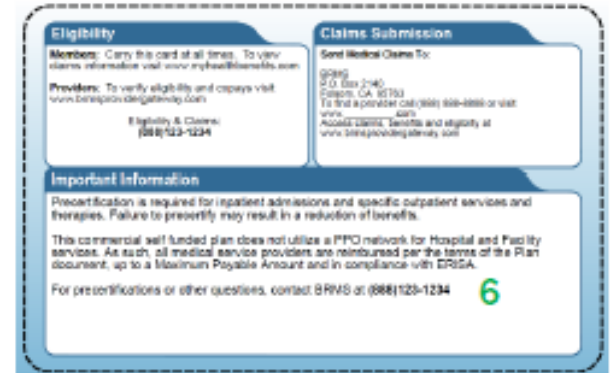 Eligibility
Members: Carry this card at all times. To view
claims information visit www.myhealthbenefits.com
Providers: To verify eligibility and copays visit
www.brmsprovidergateway.com
Eligibility & Claims:
(888)123-1234
Claims Submission
Send Medical Claims To:
BRMS
P.O. Box 2140
Folsom, CA 95763
To find a provider call (888) 888-8888 or visit
www. .com
Access claims, benefits and eligibility at
www.brmsprovidergateway.com
Important Information
Precertification is required for inpatient admissions and specific outpatient services and
therapies. Failure to precertify may result in a reduction of benefits.
This commercial self funded plan does not utilize a PPO network for Hospital and Facility
services. As such, all medical service providers are reimbursed per the terms of the Plan
document, up to a Maximum Payable Amount and in compliance with ERISA.
For precertifications or other questions, contact BRMS at (888)123-1234 6